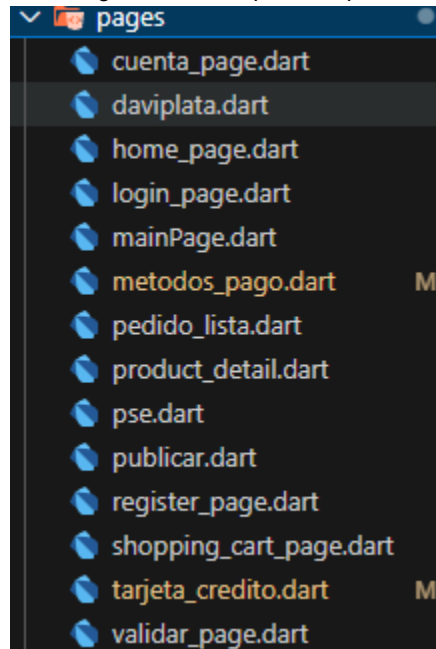 pages
cuenta_page.dart
daviplata.dart
home_page.dart
login_page.dart
mainPage.dart
metodos_pago.dart M
pedido_lista.dart
product_detail.dart
pse.dart
publicar.dart
register_page.dart
shopping_cart_page.dart
tarjeta_credito.dart M
validar_page.dart